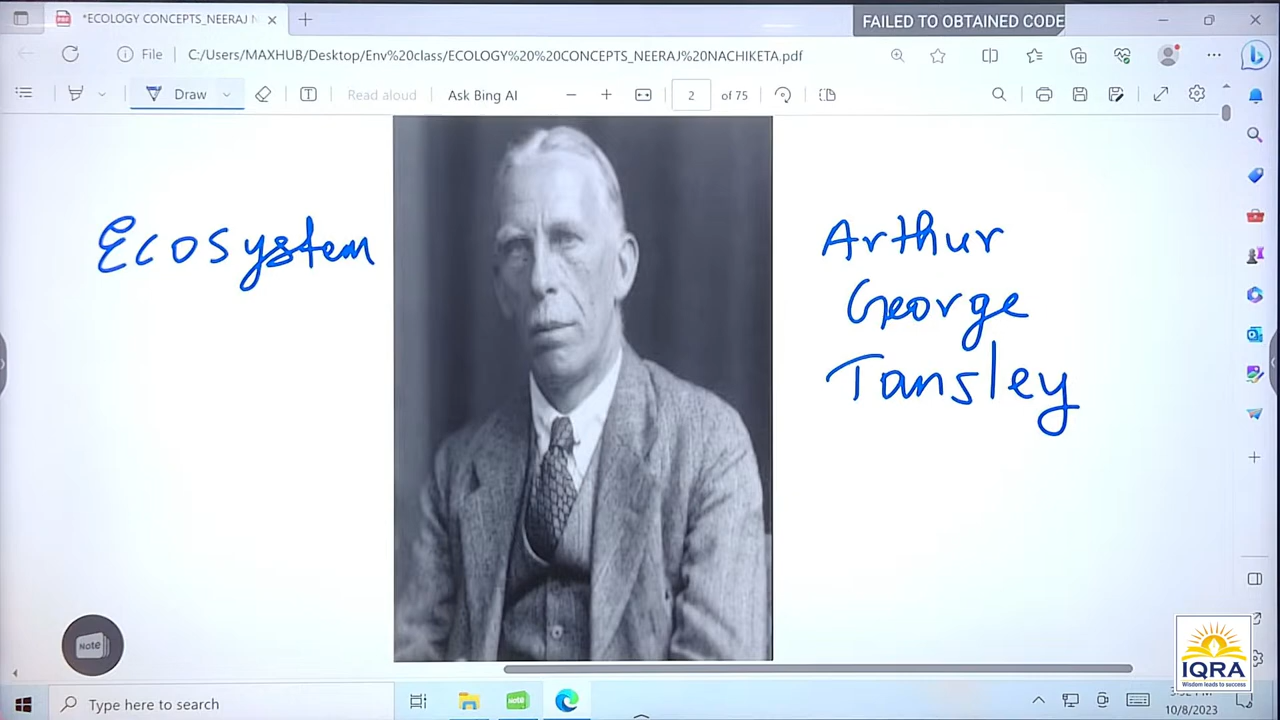 *ECOLOGY CONCEPTS_NEERAJ N
FAILED TO OBTAINED CODE
File
C:/Users/MAXHUB/Desktop/Env%20class/ECOLOGY%20%20CONCEPTS_NEERAJ%20NACHIKETA.pdf
Draw
Read aloud
Ask Bing AI
2
of 75
Ecosystem
Arthur
George
Tansley
Note
IQRA
Wisdom leads to success
Type here to search
note
10/8/2023